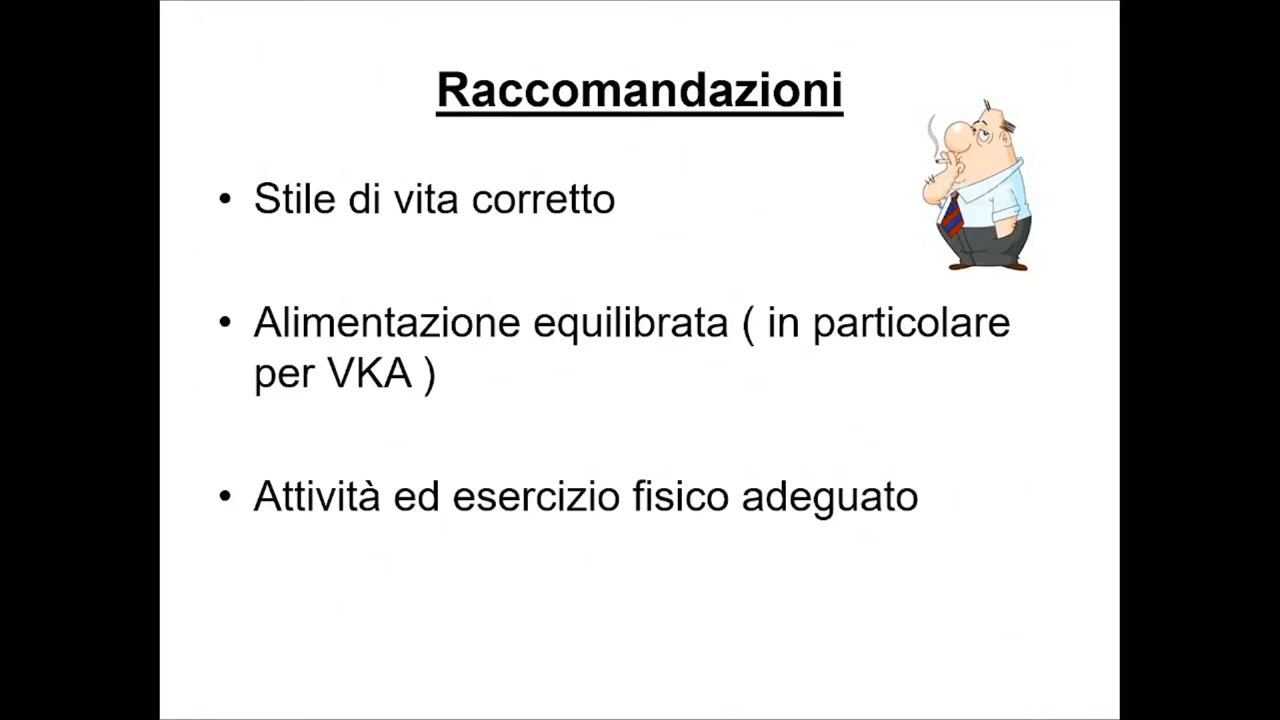 Raccomandazioni
• Stile di vita corretto
• Alimentazione equilibrata ( in particolare
per VKA )
• Attività ed esercizio fisico adeguato